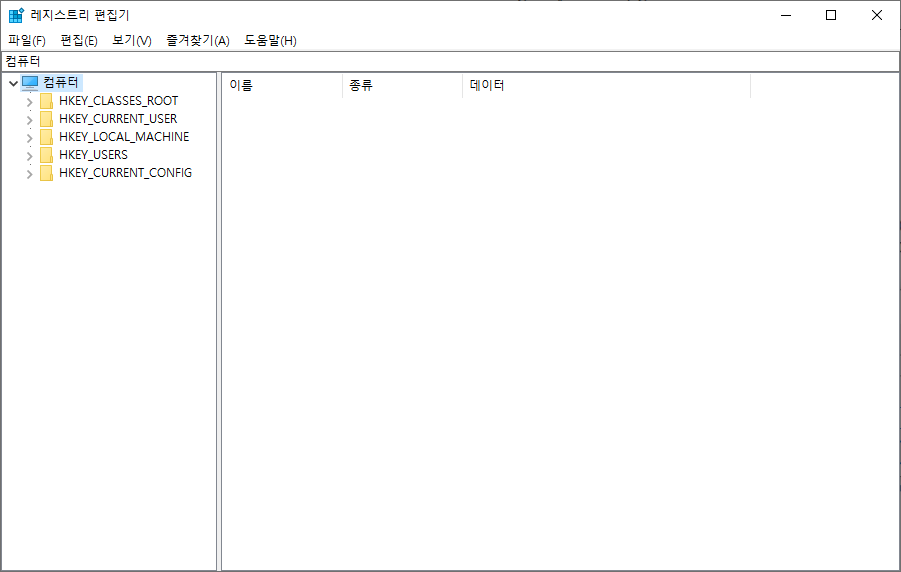 레지스트리 편집기
파일(F) 편집(E) 보기(V) 즐겨찾기(A) 도움말(H)
컴퓨터
컴퓨터
HKEY_CLASSES_ROOT
HKEY_CURRENT_USER
HKEY_LOCAL_MACHINE
HKEY_USERS
HKEY_CURRENT_CONFIG
이름 종류 데이터